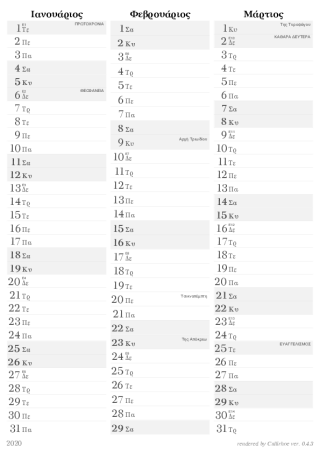 Ιανουάριος
1 Τε ΠΡΩΤΟΧΡΟΝΙΑ
2 Πε
3 Πα
4 Σα
5 Κυ
6 Δε ΘΕΟΦΑΝΙΑ
7 Τρ
8 Τε
9 Πε
10 Πα
11 Σα
12 Κυ
13 Δε
14 Τρ
15 Τε
16 Πε
17 Πα
18 Σα
19 Κυ
20 Δε
21 Τρ
22 Τε
23 Πε
24 Πα
25 Σα
26 Κυ
27 Δε
28 Τρ
29 Τε
30 Πε
31 Πα
Φεβρουάριος
1 Σα
2 Κυ
3 Δε
4 Τρ
5 Τε
6 Πε
7 Πα
8 Σα
9 Κυ Αρχή Τριωδίου
10 Δε
11 Τρ
12 Τε
13 Πε
14 Πα
15 Σα
16 Κυ
17 Δε
18 Τρ
19 Τε
20 Πε Τσικνοπέμπτη
21 Πα
22 Σα
23 Κυ Της Απόκρεω
24 Δε
25 Τρ
26 Τε
27 Πε
28 Πα
29 Σα
Μάρτιος
1 Κυ Της Τυροφάγου
2 Δε ΚΑΘΑΡΑ ΔΕΥΤΕΡΑ
3 Τρ
4 Τε
5 Πε
6 Πα
7 Σα
8 Κυ
9 Δε
10 Τρ
11 Τε
12 Πε
13 Πα
14 Σα
15 Κυ
16 Δε
17 Τρ
18 Τε
19 Πε
20 Πα
21 Σα
22 Κυ
23 Δε
24 Τρ
25 Τε ΕΥΑΓΓΕΛΙΣΜΟΣ
26 Πε
27 Πα
28 Σα
29 Κυ
30 Δε
31 Τρ
2020
rendered by Callirhoe ver. 0.4.3